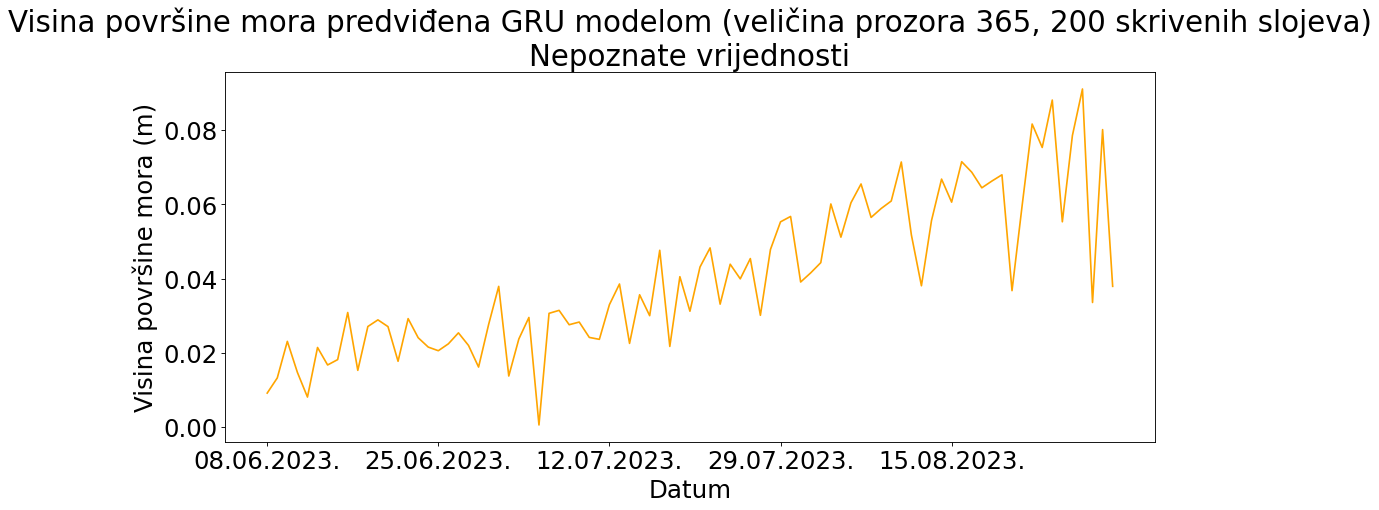 Visina površine mora predviđena GRU modelom (veličina prozora 365, 200 skrivenih slojeva)
Nepoznate vrijednosti
Visina površine mora (m)
0.08
0.06
0.04
0.02
0.00
08.06.2023. 25.06.2023. 12.07.2023. 29.07.2023. 15.08.2023.
Datum